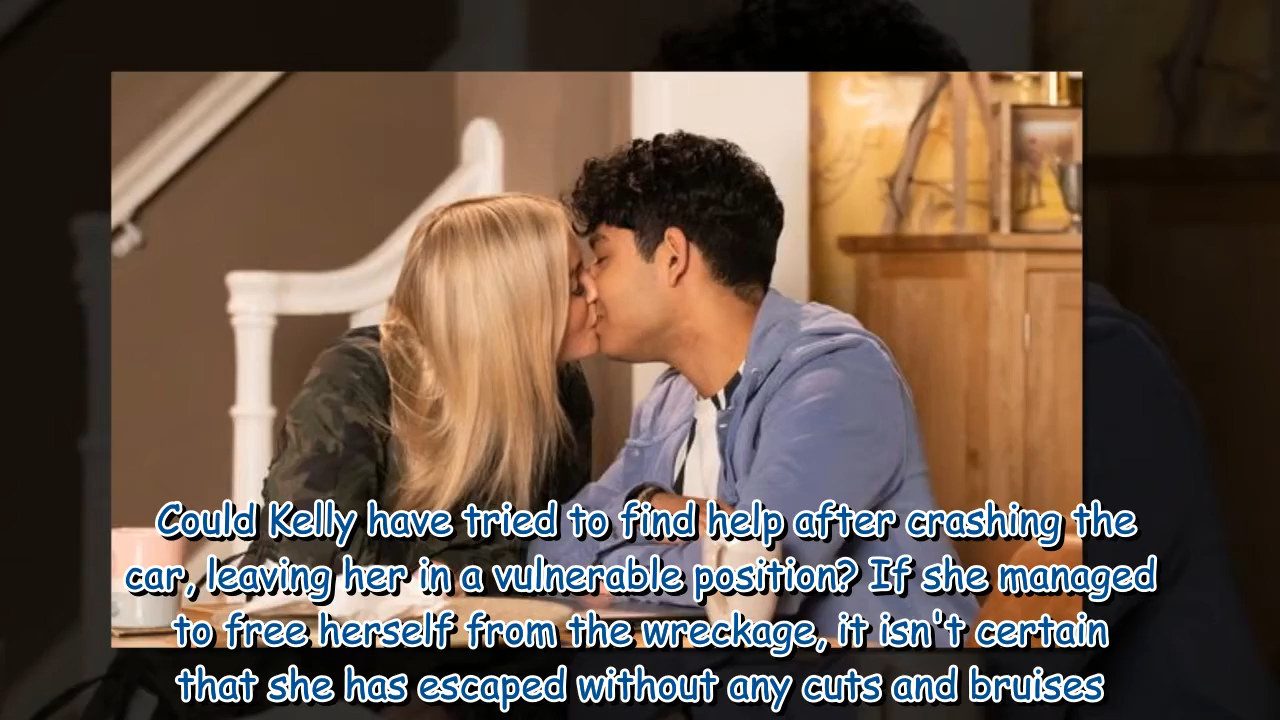 Could Kelly have tried to find help after crashing the
car, leaving her in a vulnerable position? If she managed
to free herself from the wreckage, it isn't certain
that she has escaped without any cuts and bruises